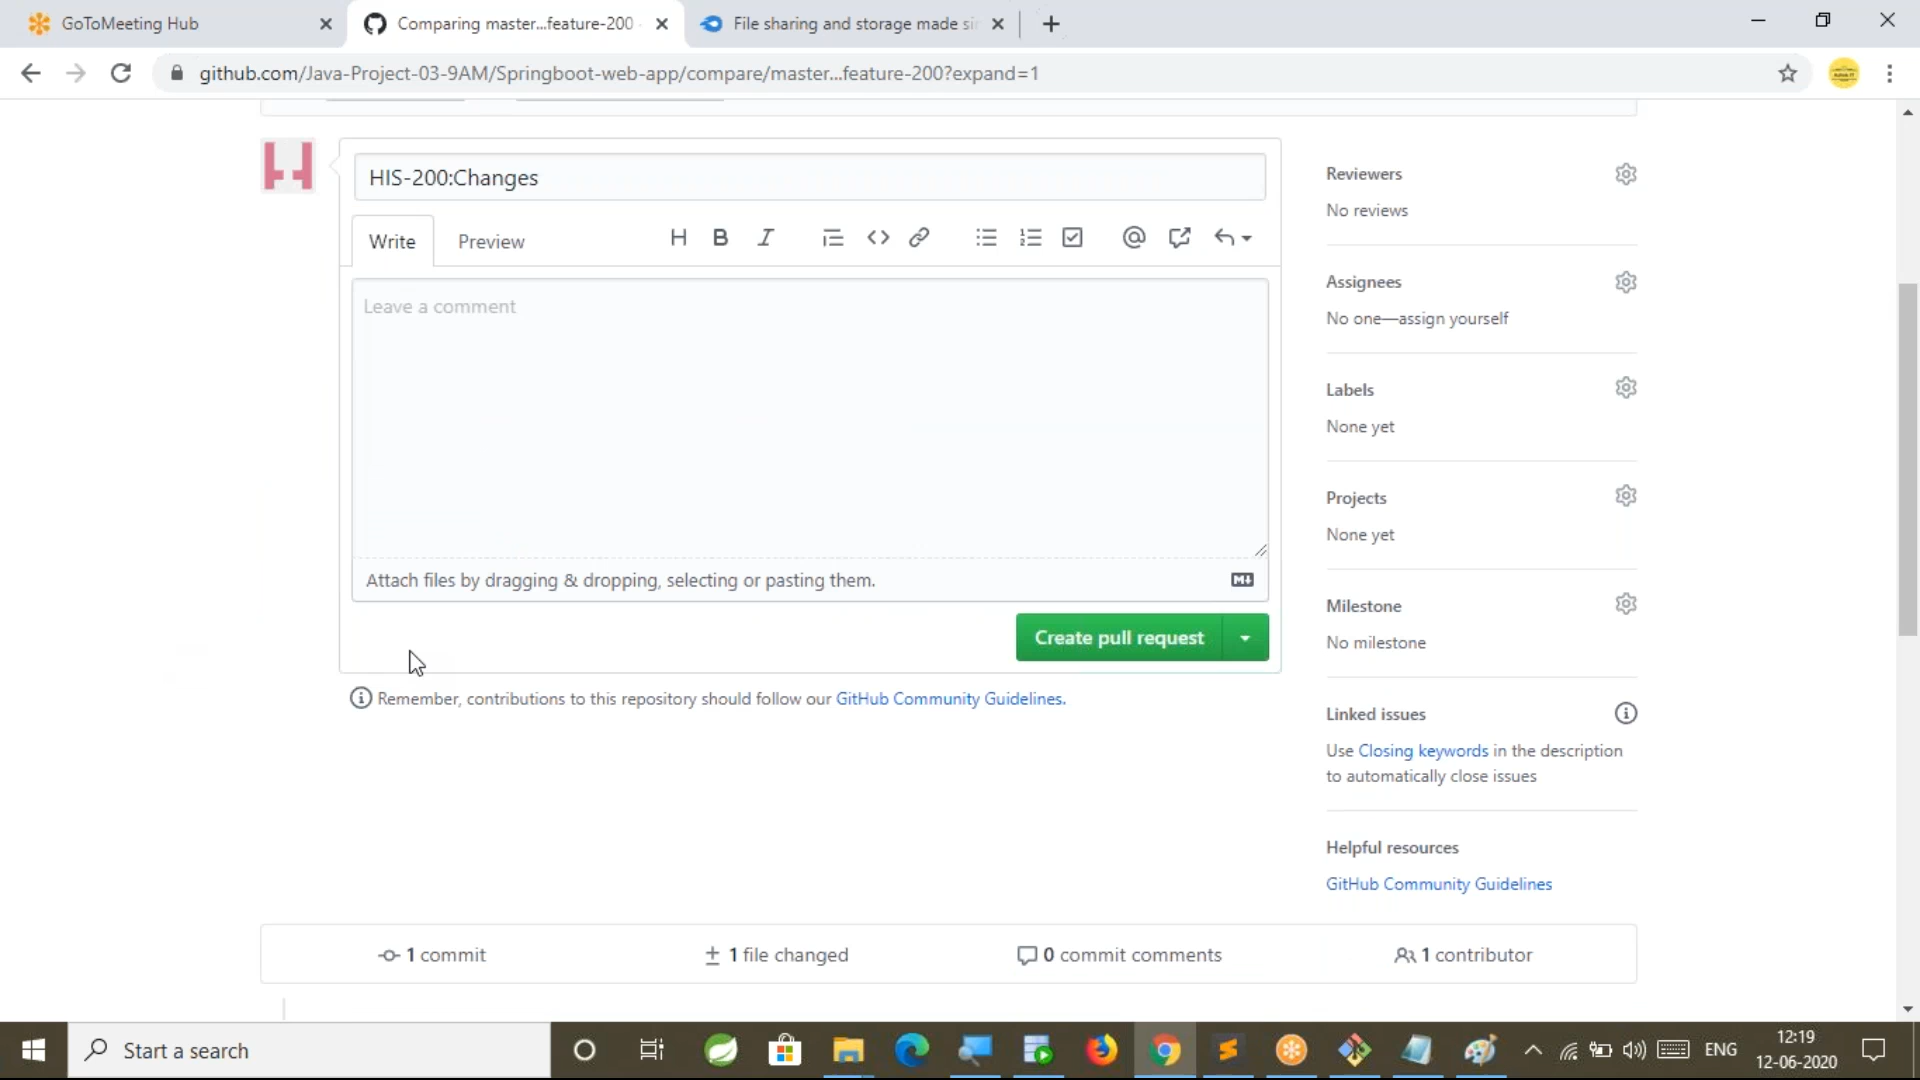 GoToMeeting Hub
Comparing master...feature-200
File sharing and storage made
github.com/Java-Project-03-9AM/Springboot-web-app/compare/master...feature-200?expand=1
HIS-200:Changes
Write
Preview
Leave a comment
Attach files by dragging & dropping, selecting or pasting them.
Create pull request
Remember, contributions to this repository should follow our GitHub Community Guidelines.
Reviewers
No reviews
Assignees
No one—assign yourself
Labels
None yet
Projects
None yet
Milestone
No milestone
Linked issues
Use Closing keywords in the description
to automatically close issues
Helpful resources
GitHub Community Guidelines
1 commit
1 file changed
0 commit comments
1 contributor
Start a search
ENG
12:19
12-06-2020